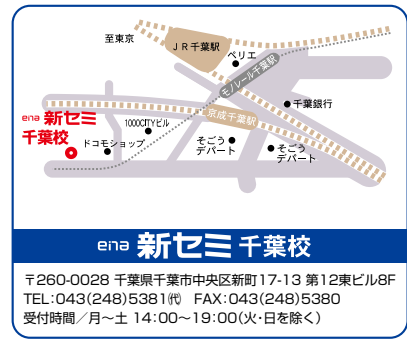 至東京
JR千葉駅
ペリエ
モノレール千葉駅
千葉銀行
京成千葉駅
ena 新セミ
千葉校
1000CITYビル
ドコモショップ
そごう
デパート
そごう
デパート
ena 新セミ 千葉校
〒260-0028 千葉県千葉市中央区新町17-13 第12東ビル8F
TEL:043(248)5381㈹ FAX:043(248)5380
受付時間／月〜土 14:00〜19:00(火・日を除く)